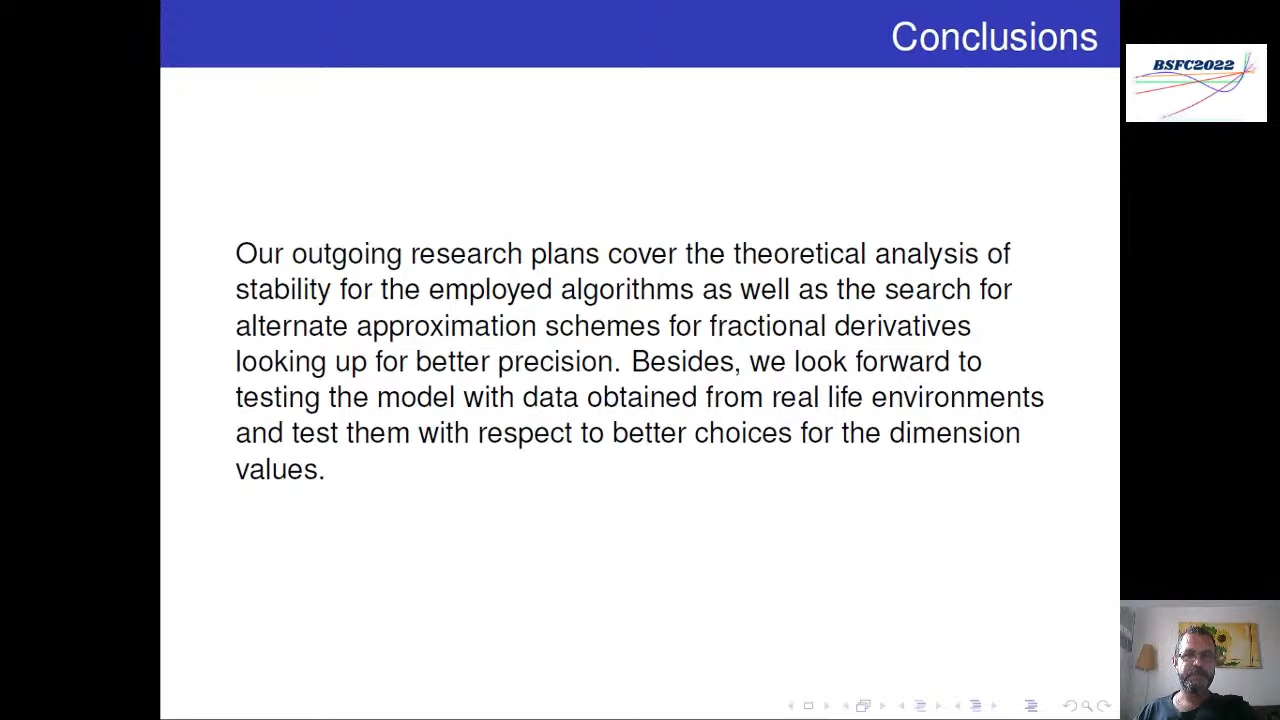 Conclusions
BSFC2022
Our outgoing research plans cover the theoretical analysis of
stability for the employed algorithms as well as the search for
alternate approximation schemes for fractional derivatives
looking up for better precision. Besides, we look forward to
testing the model with data obtained from real life environments
and test them with respect to better choices for the dimension
values.